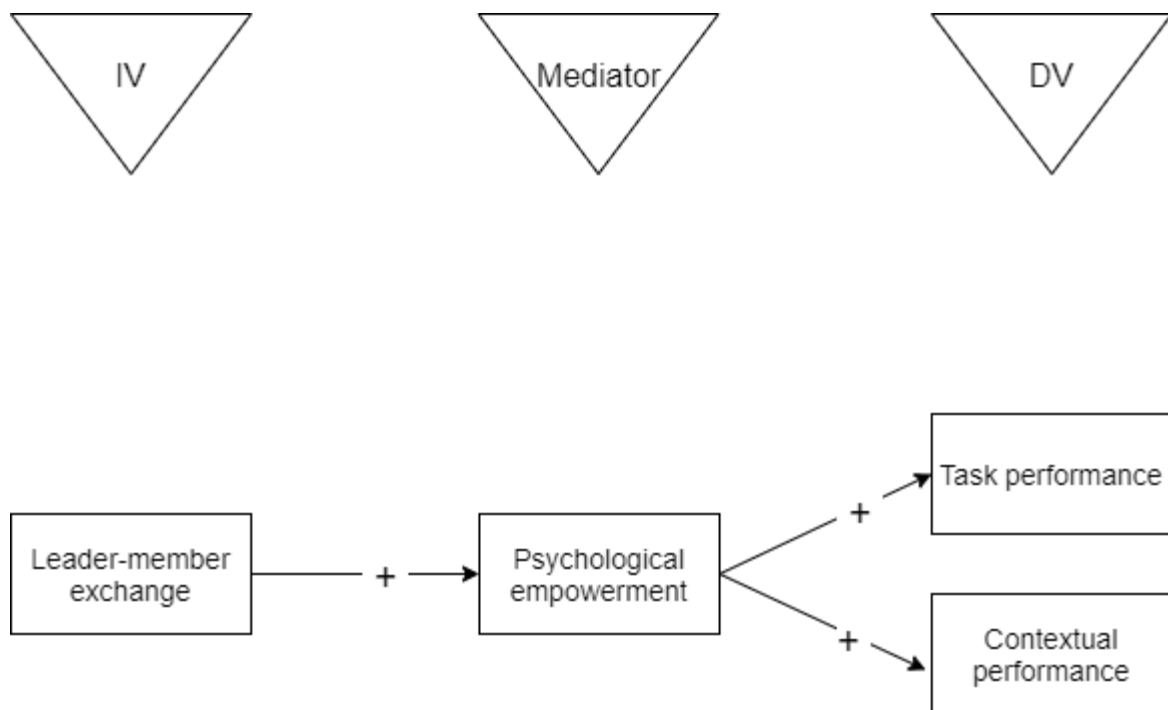 IV
Mediator
DV
Task performance
+
Leader-member
exchange
+
Psychological
empowerment
+
Contextual
performance